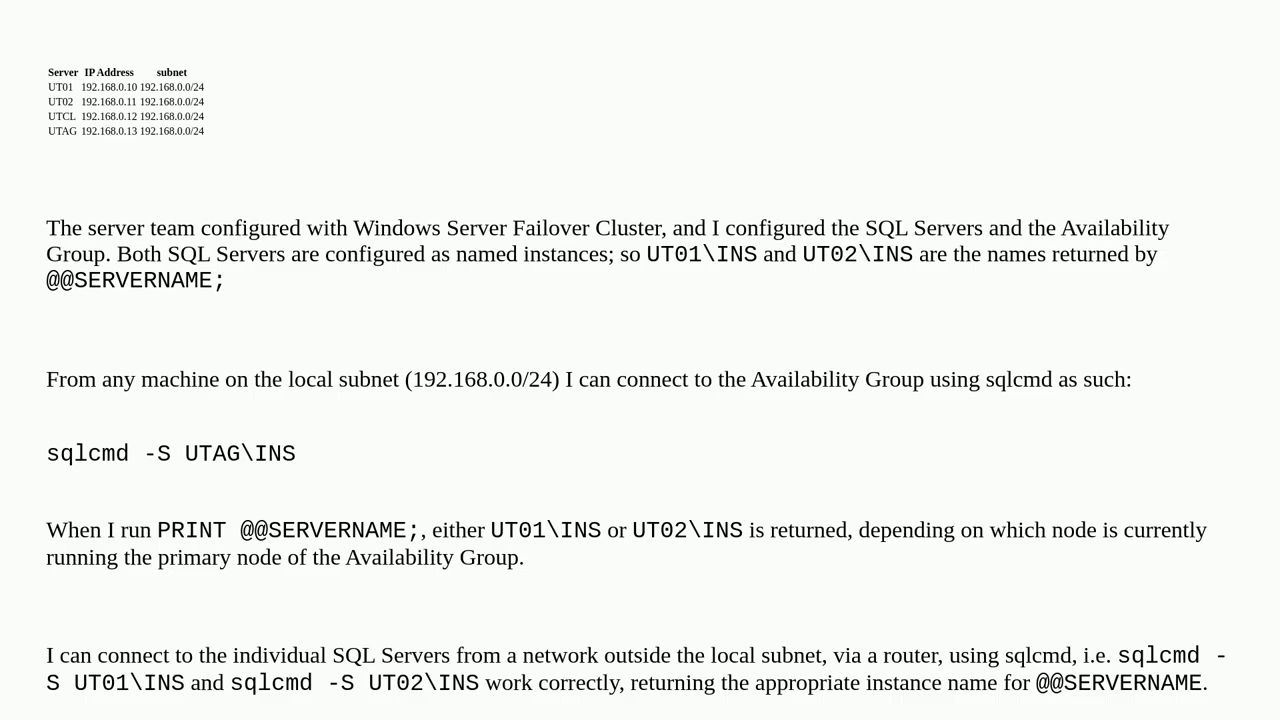 Server IP Address subnet
UT01 192.168.0.10 192.168.0.0/24
UT02 192.168.0.11 192.168.0.0/24
UTCL 192.168.0.12 192.168.0.0/24
UTAG 192.168.0.13 192.168.0.0/24
The server team configured with Windows Server Failover Cluster, and I configured the SQL Servers and the Availability
Group. Both SQL Servers are configured as named instances; so UT01\INS and UT02\INS are the names returned by
@@SERVERNAME;
From any machine on the local subnet (192.168.0.0/24) I can connect to the Availability Group using sqlcmd as such:
sqlcmd -S UTAG\INS
When I run PRINT @@SERVERNAME;, either UT01\INS or UT02\INS is returned, depending on which node is currently
running the primary node of the Availability Group.
I can connect to the individual SQL Servers from a network outside the local subnet, via a router, using sqlcmd, i.e. sqlcmd -
S UT01\INS and sqlcmd -S UT02\INS work correctly, returning the appropriate instance name for @@SERVERNAME.